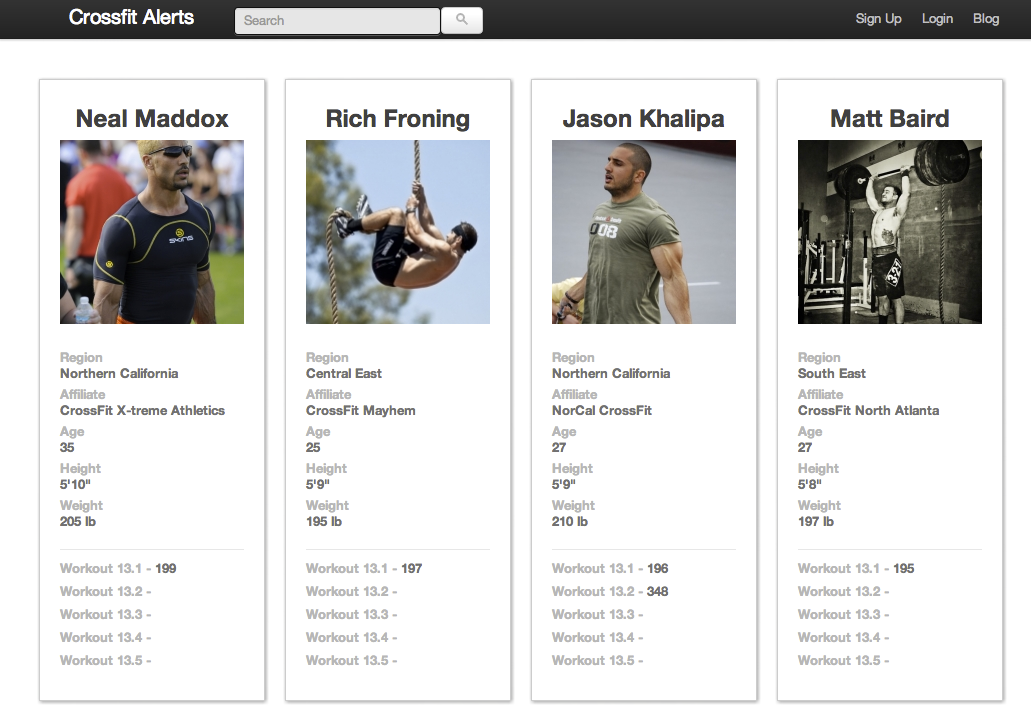 Crossfit Alerts
Search
Sign Up
Login
Blog
Neal Maddox
SKINS
Region
Northern California
Affiliate
CrossFit X-treme Athletics
Age
35
Height
5'10"
Weight
205 lb
Workout 13.1 - 199
Workout 13.2 -
Workout 13.3 -
Workout 13.4 -
Workout 13.5 -
Rich Froning
Region
Central East
Affiliate
CrossFit Mayhem
Age
25
Height
5'9"
Weight
195 lb
Workout 13.1 - 197
Workout 13.2 -
Workout 13.3 -
Workout 13.4 -
Workout 13.5 -
Jason Khalipa
08
Region
Northern California
Affiliate
NorCal CrossFit
Age
27
Height
5'9"
Weight
210 lb
Workout 13.1 - 196
Workout 13.2 - 348
Workout 13.3 -
Workout 13.4 -
Workout 13.5 -
Matt Baird
324
Region
South East
Affiliate
CrossFit North Atlanta
Age
27
Height
5'8"
Weight
197 lb
Workout 13.1 - 195
Workout 13.2 -
Workout 13.3 -
Workout 13.4 -
Workout 13.5 -